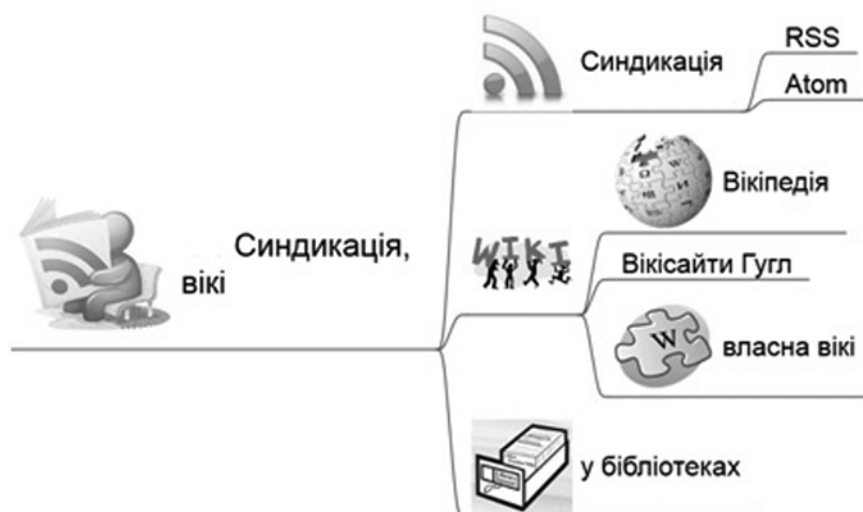 Синдикація,
вікі
Синдикація
RSS
Atom
WIKI
Вікіпедія
Вікісайти Гугл
W
власна вікі
у бібліотеках